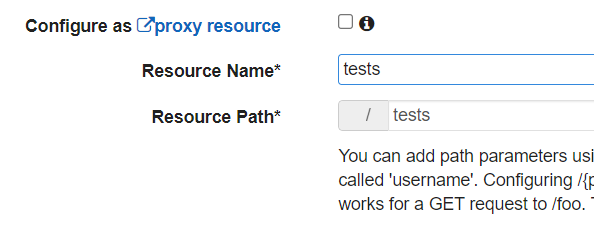 Configure as proxy resource
Resource Name* tests
Resource Path* / tests
You can add path parameters usi
called 'username'. Configuring /{p
works for a GET request to /foo.